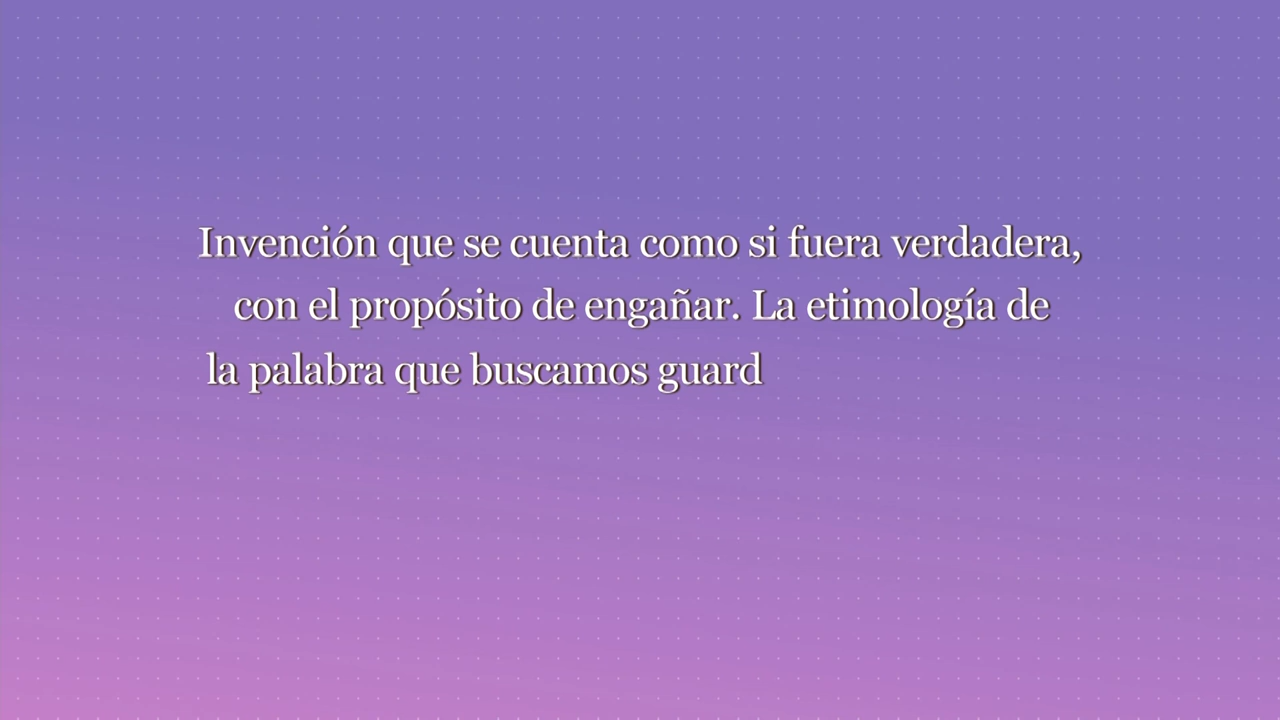 Invención que se cuenta como si fuera verdadera,
con el propósito de engañar. La etimología de
la palabra que buscamos guard